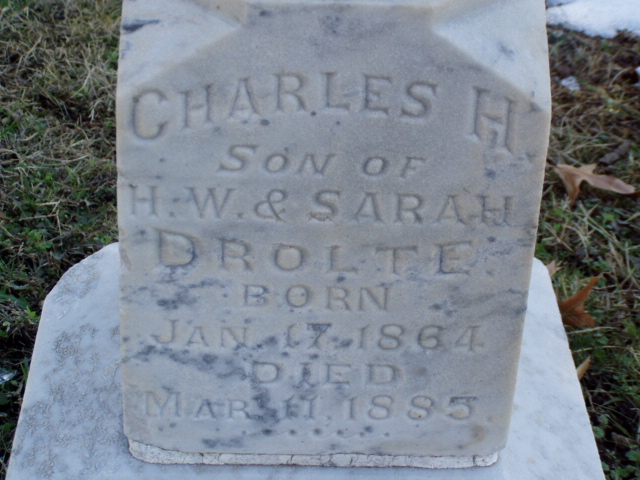 CHARLES H
SON OF
H. W. & SARAH
DROLTE.
BORN
JAN. 17, 1864
DIED
MAR. 11, 1885